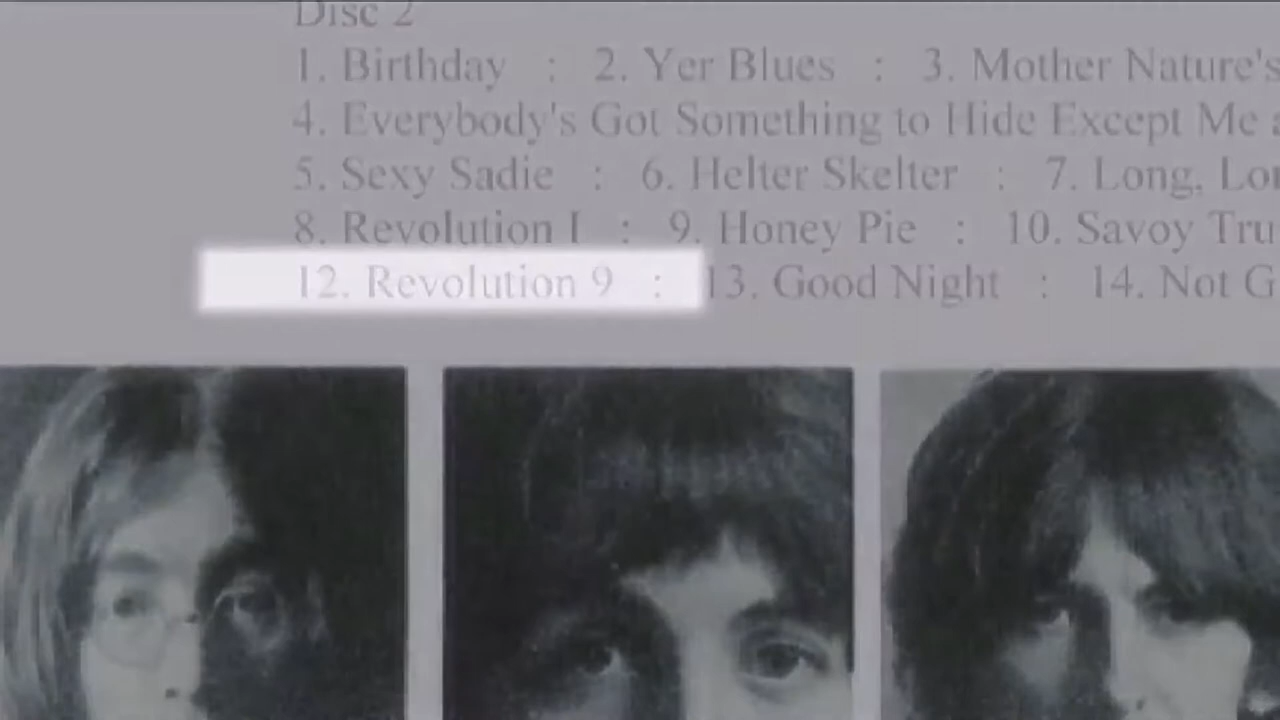 Disc 2
1. Birthday : 2. Yer Blues : 3. Mother Nature's
4. Everybody's Got Something to Hide Except Me
5. Sexy Sadie : 6. Helter Skelter : 7. Long, Lo
8. Revolution I : 9. Honey Pie : 10. Savoy Tru
12. Revolution 9 : 13. Good Night : 14. Not G